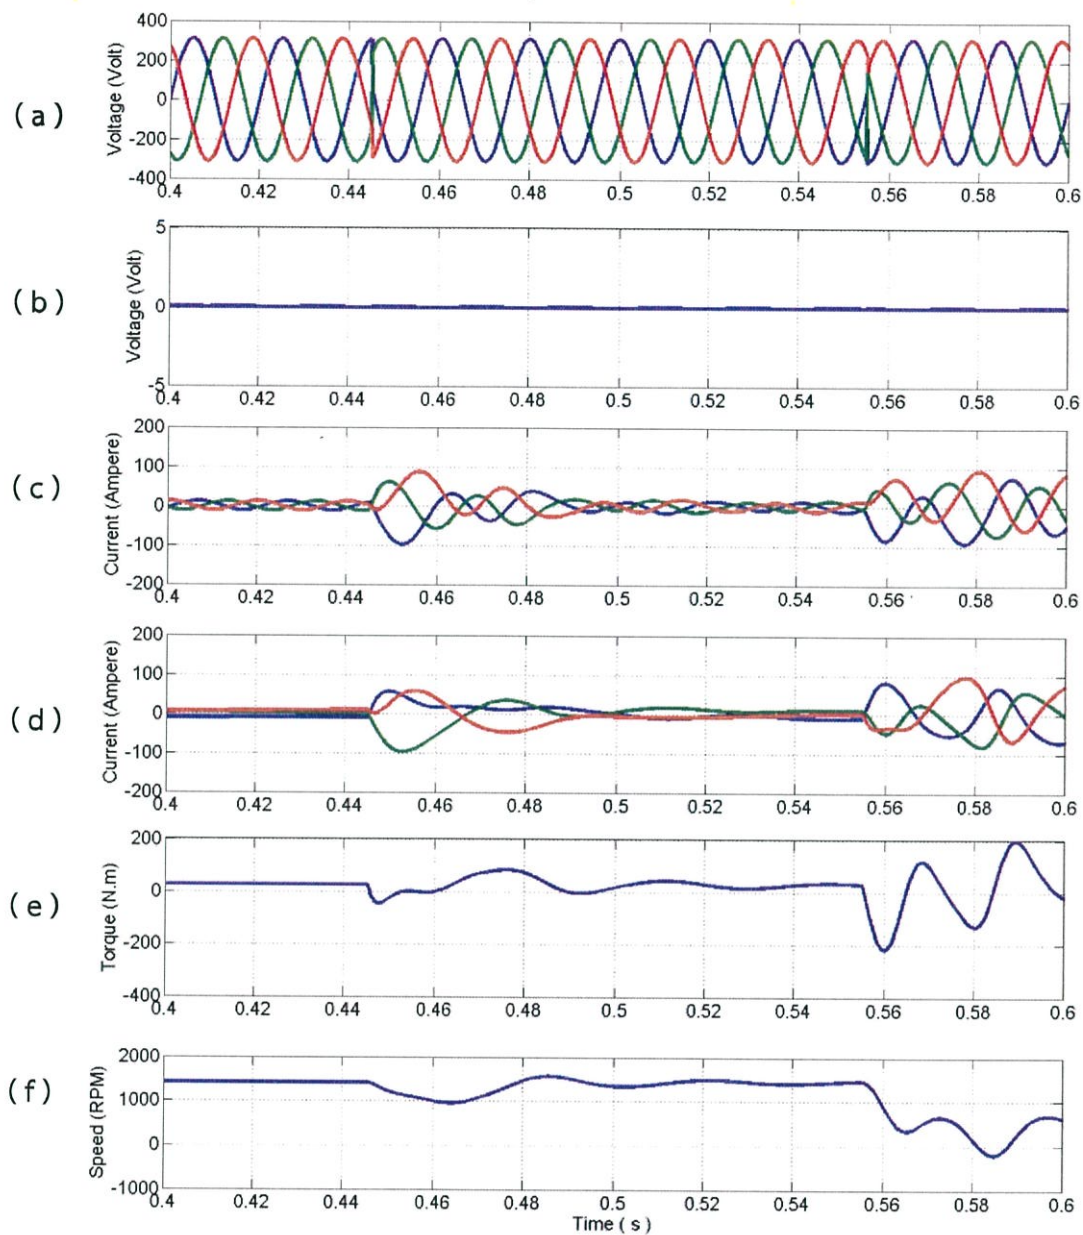 (a)
Voltage (Volt)
400
200
0
-200
-400
0.4 0.42 0.44 0.46 0.48 0.5 0.52 0.54 0.56 0.58 0.6
(b)
Voltage (Volt)
5
0
-5
0.4 0.42 0.44 0.46 0.48 0.5 0.52 0.54 0.56 0.58 0.6
(c)
Current (Ampere)
200
100
0
-100
-200
0.4 0.42 0.44 0.46 0.48 0.5 0.52 0.54 0.56 0.58 0.6
(d)
Current (Ampere)
200
100
0
-100
-200
0.4 0.42 0.44 0.46 0.48 0.5 0.52 0.54 0.56 0.58 0.6
(e)
Torque (N.m)
200
0
-200
-400
0.4 0.42 0.44 0.46 0.48 0.5 0.52 0.54 0.56 0.58 0.6
(f)
Speed (RPM)
2000
1000
0
-1000
0.4 0.42 0.44 0.46 0.48 0.5 0.52 0.54 0.56 0.58 0.6
Time ( s )